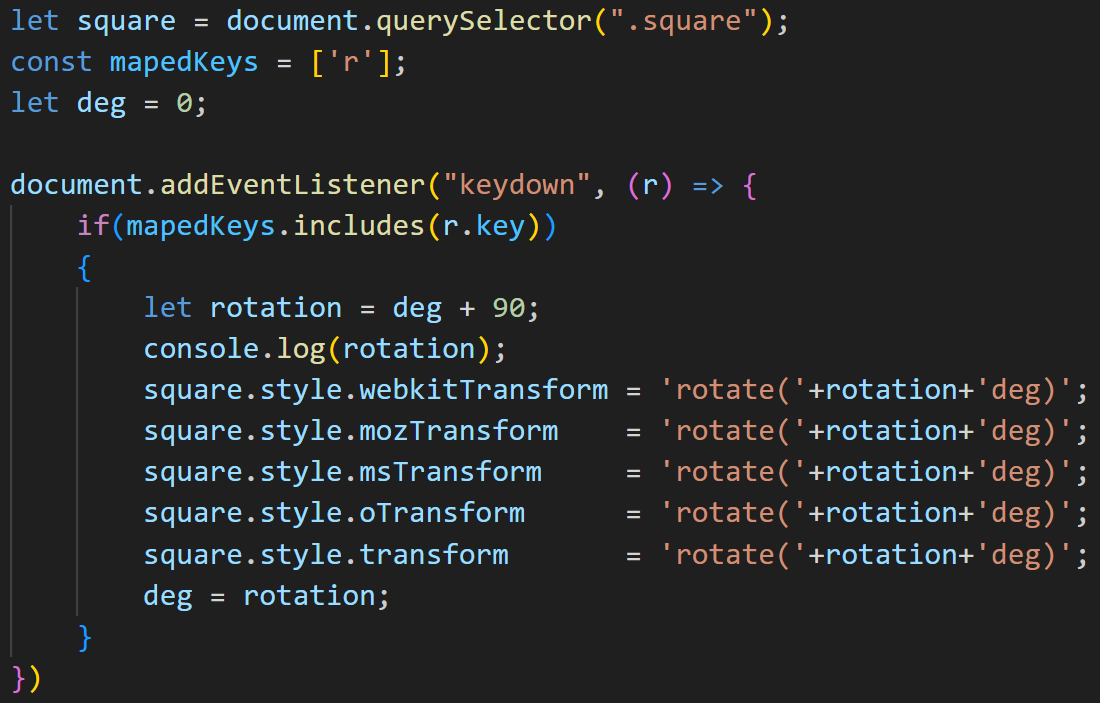 let square = document.querySelector(".square");
const mapedKeys = ['r'];
let deg = 0;

document.addEventListener("keydown", (r) => {
    if(mapedKeys.includes(r.key))
    {
        let rotation = deg + 90;
        console.log(rotation);
        square.style.webkitTransform = 'rotate('+rotation+'deg)';
        square.style.mozTransform    = 'rotate('+rotation+'deg)';
        square.style.msTransform     = 'rotate('+rotation+'deg)';
        square.style.oTransform      = 'rotate('+rotation+'deg)';
        square.style.transform       = 'rotate('+rotation+'deg)';
        deg = rotation;
    }
})